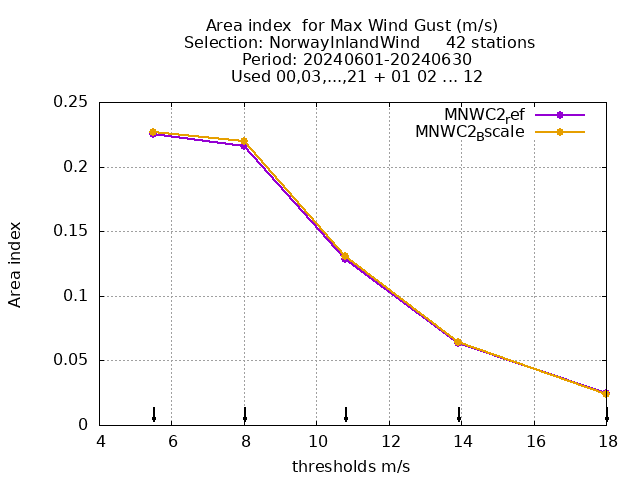 Area index  for Max Wind Gust (m/s)
Selection: NorwayInlandWind     42 stations
Period: 20240601-20240630
Used 00,03,...,21 + 01 02 ... 12
MNWC2_ref
MNWC2_Bscale
0.25
0.2
0.15
0.1
0.05
0
Area index
4 6 8 10 12 14 16 18
thresholds m/s